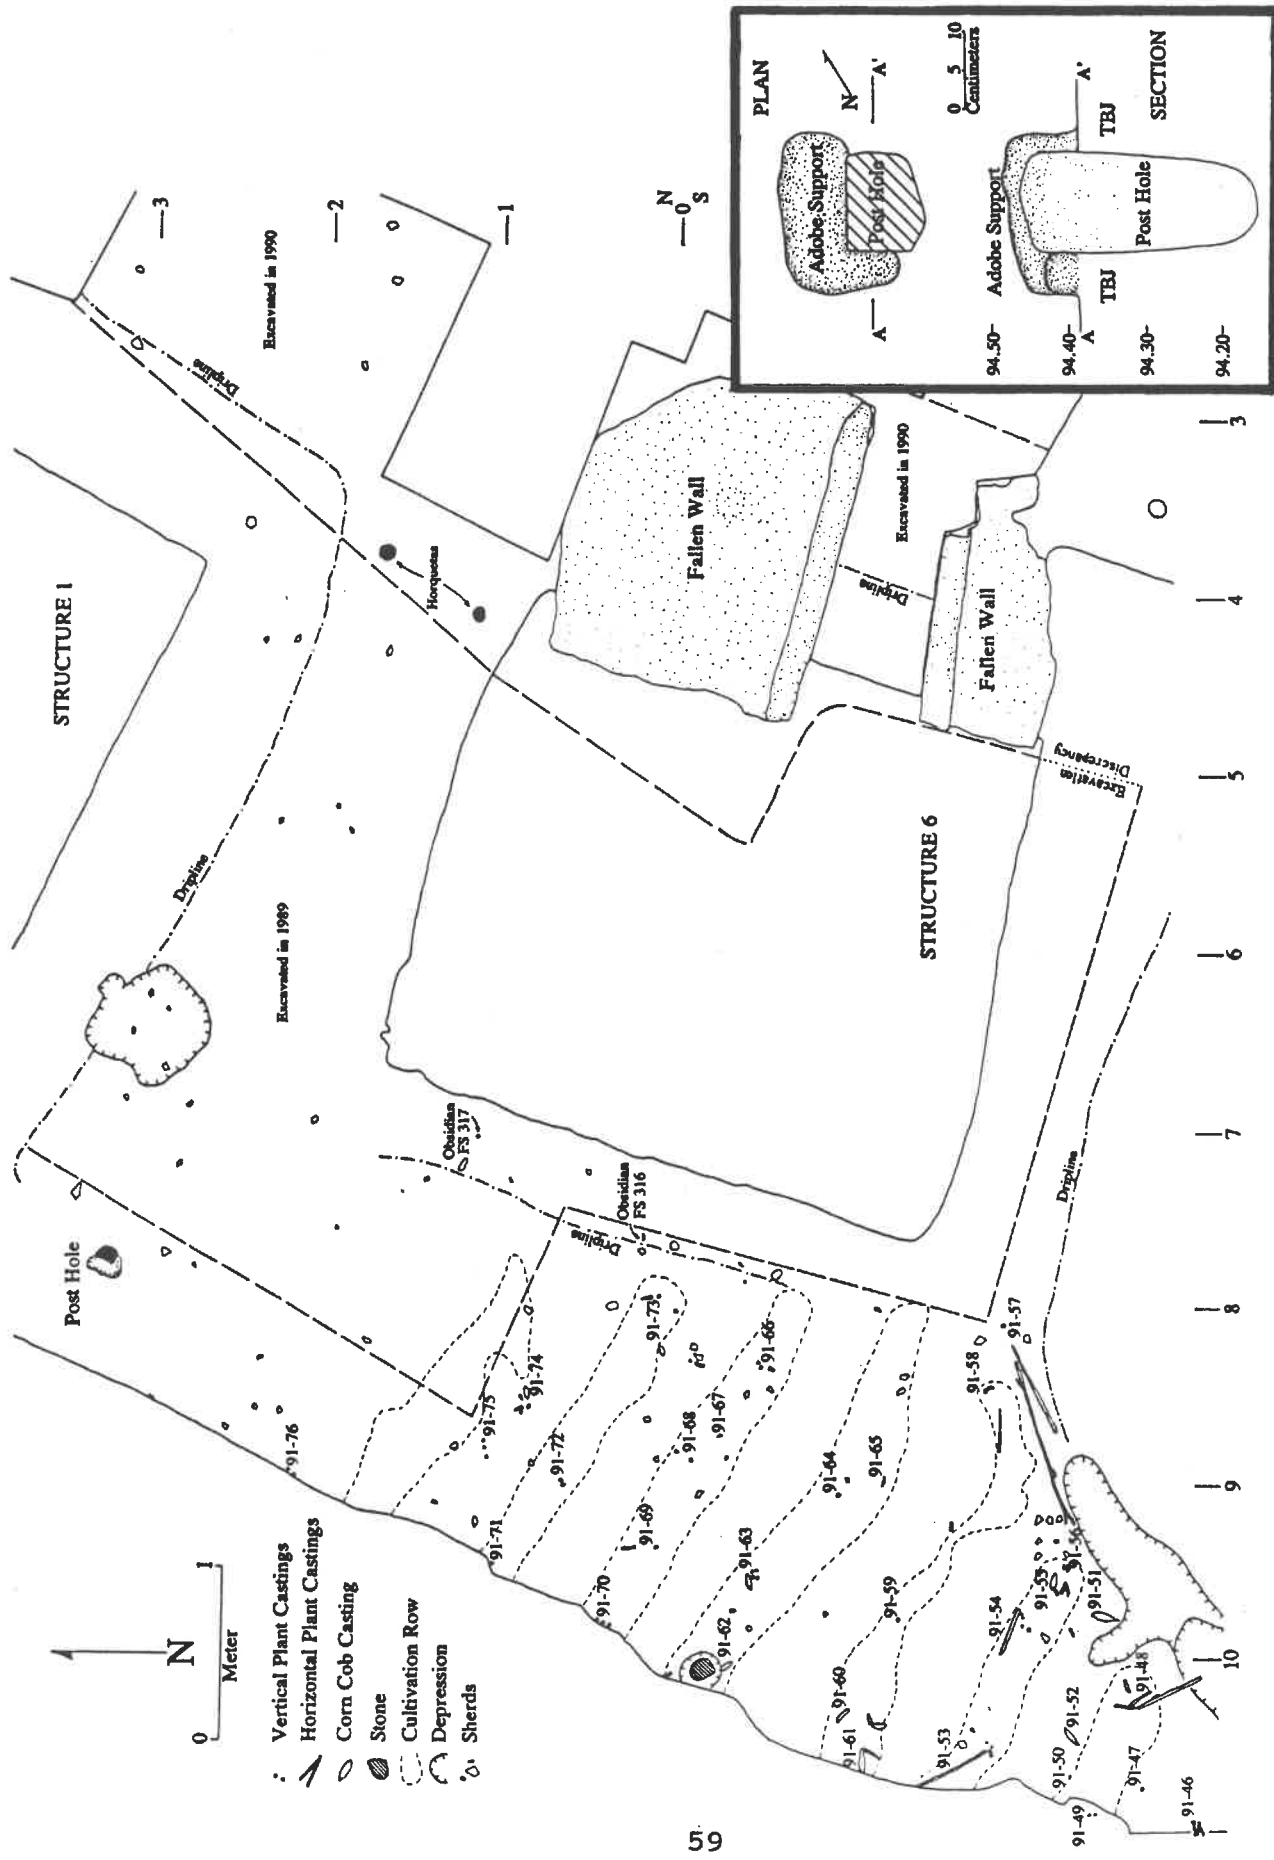 STRUCTURE 1
3
2
1
N
0
S
Excavated in 1990
Dripline
Horquetas
Dripline
Excavated in 1989
Post Hole
Fallen Wall
Excavated in 1990
Dripline
Fallen Wall
STRUCTURE 6
Excavation
Discrepancy
Dripline
Obsidian
FS 317
Obsidian
FS 316
Dripline
91-76
91-75
91-74
91-73
91-72
91-71
91-70
91-69
91-68
91-67
91-66
91-65
91-64
91-63
91-62
91-61
91-60
91-59
91-58
91-57
91-56
91-55
91-54
91-53
91-52
91-51
91-50
91-49
91-48
91-47
91-46
3
4
5
6
7
8
9
10
N
0 1
Meter
Vertical Plant Castings
Horizontal Plant Castings
Corn Cob Casting
Stone
Cultivation Row
Depression
Sherds
PLAN
Adobe Support
Post Hole
A
A'
N
0 5 10
Centimeters
Adobe Support
94.50-
94.40-
94.30-
94.20-
A
A'
TBJ
TBJ
Post Hole
SECTION
59